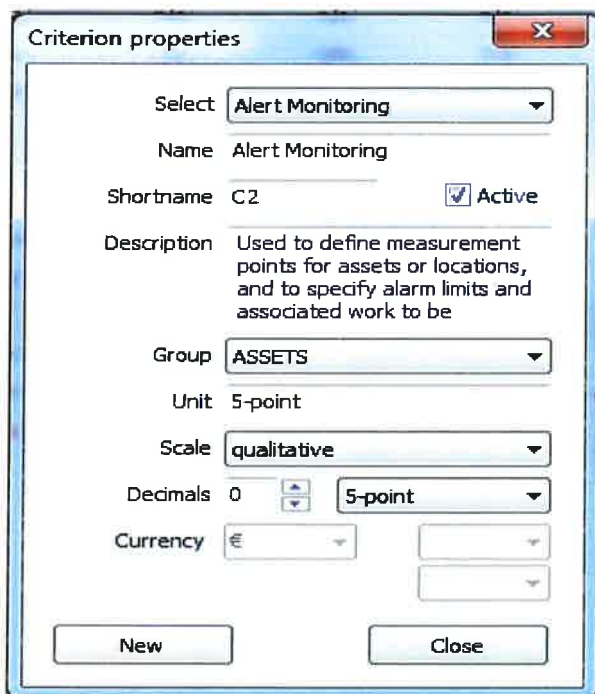 Criterion properties
Select Alert Monitoring
Name Alert Monitoring
Shortname C2 Active
Description Used to define measurement
points for assets or locations,
and to specify alarm limits and
associated work to be
Group ASSETS
Unit 5-point
Scale qualitative
Decimals 0 5-point
Currency €
New Close